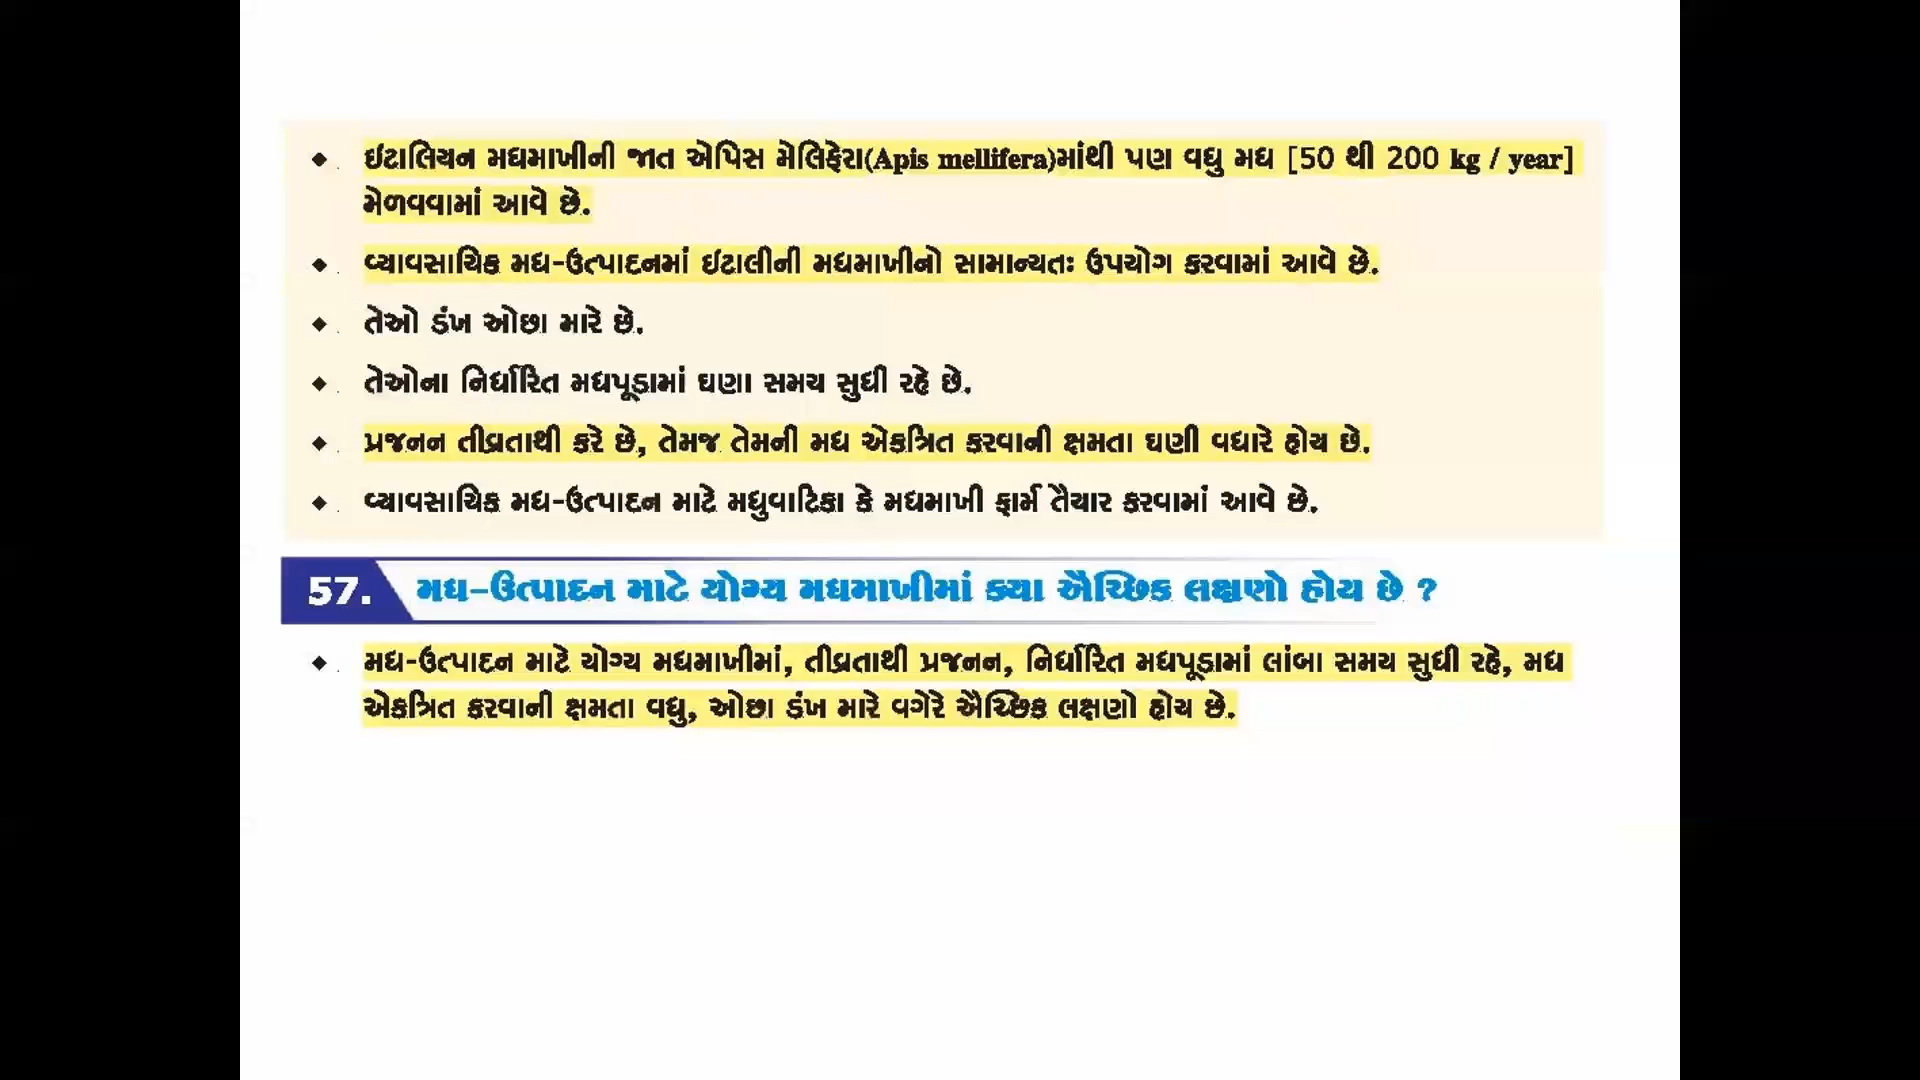 ◆ ઈટાલિયન મધમાખીની જાત એપિસ મેલિફેરા(Apis mellifera)માંથી પણ વધુ મધ [50 થી 200 kg / year]
મેળવવામાં આવે છે.
◆ વ્યાવસાયિક મધ-ઉત્પાદનમાં ઈટાલીની મધમાખીનો સામાન્યતઃ ઉપયોગ કરવામાં આવે છે.
◆ તેઓ ડંખ ઓછા મારે છે.
◆ તેઓના નિર્ધારિત મધપૂડામાં ઘણા સમય સુધી રહે છે.
◆ પ્રજનન તીવ્રતાથી કરે છે, તેમજ તેમની મધ એકત્રિત કરવાની ક્ષમતા ઘણી વધારે હોય છે.
◆ વ્યાવસાયિક મધ-ઉત્પાદન માટે મધુવાટિકા કે મધમાખી ફાર્મ તૈયાર કરવામાં આવે છે.
57. મધ-ઉત્પાદન માટે યોગ્ય મધમાખીમાં ક્યા ઐચ્છિક લક્ષણો હોય છે ?
◆ મધ-ઉત્પાદન માટે યોગ્ય મધમાખીમાં, તીવ્રતાથી પ્રજનન, નિર્ધારિત મધપૂડામાં લાંબા સમય સુધી રહે, મધ
એકત્રિત કરવાની ક્ષમતા વધુ, ઓછા ડંખ મારે વગેરે ઐચ્છિક લક્ષણો હોય છે.